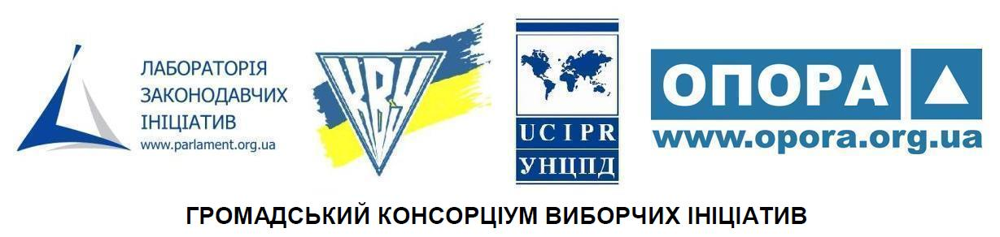 ЛАБОРАТОРІЯ
ЗАКОНОДАВЧИХ
ІНІЦІАТИВ
www.parlament.org.ua
КВУ
UCIPR
УНЦПД
ОПОРА
www.opora.org.ua
ГРОМАДСЬКИЙ КОНСОРЦІУМ ВИБОРЧИХ ІНІЦІАТИВ